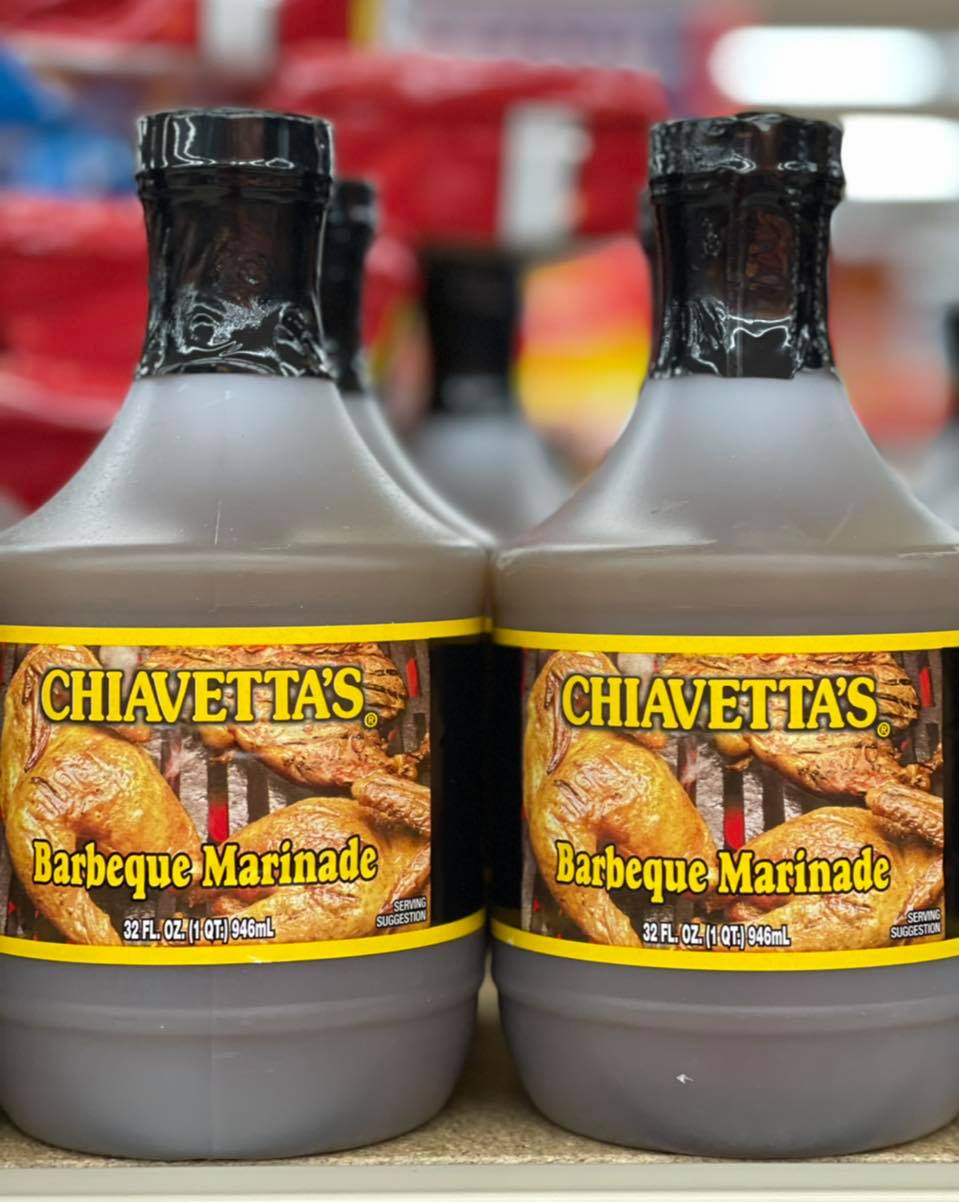 CHIAVETTA'S®
Barbeque Marinade
32 FL. OZ. (1 QT.) 946mL
SERVING
SUGGESTION
CHIAVETTA'S®
Barbeque Marinade
32 FL. OZ. (1 QT.) 946mL
SERVING
SUGGESTION